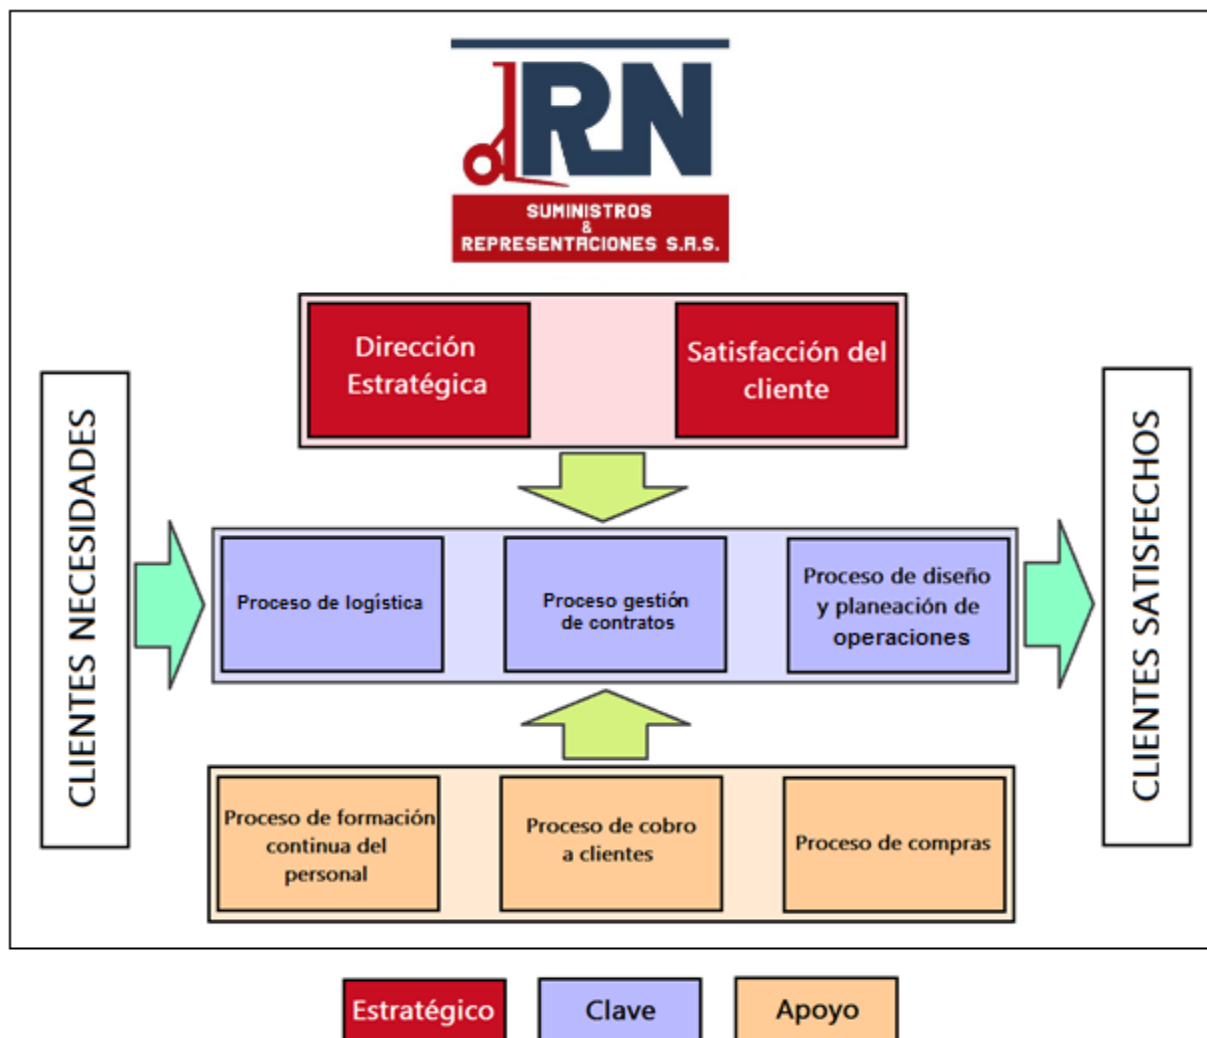 RN
SUMINISTROS
&
REPRESENTACIONES S.A.S.
Dirección
Estratégica
Satisfacción del
cliente
CLIENTES NECESIDADES
Proceso de logística
Proceso gestión
de contratos
Proceso de diseño
y planeación de
operaciones
CLIENTES SATISFECHOS
Proceso de formación
continua del
personal
Proceso de cobro
a clientes
Proceso de compras
Estratégico
Clave
Apoyo